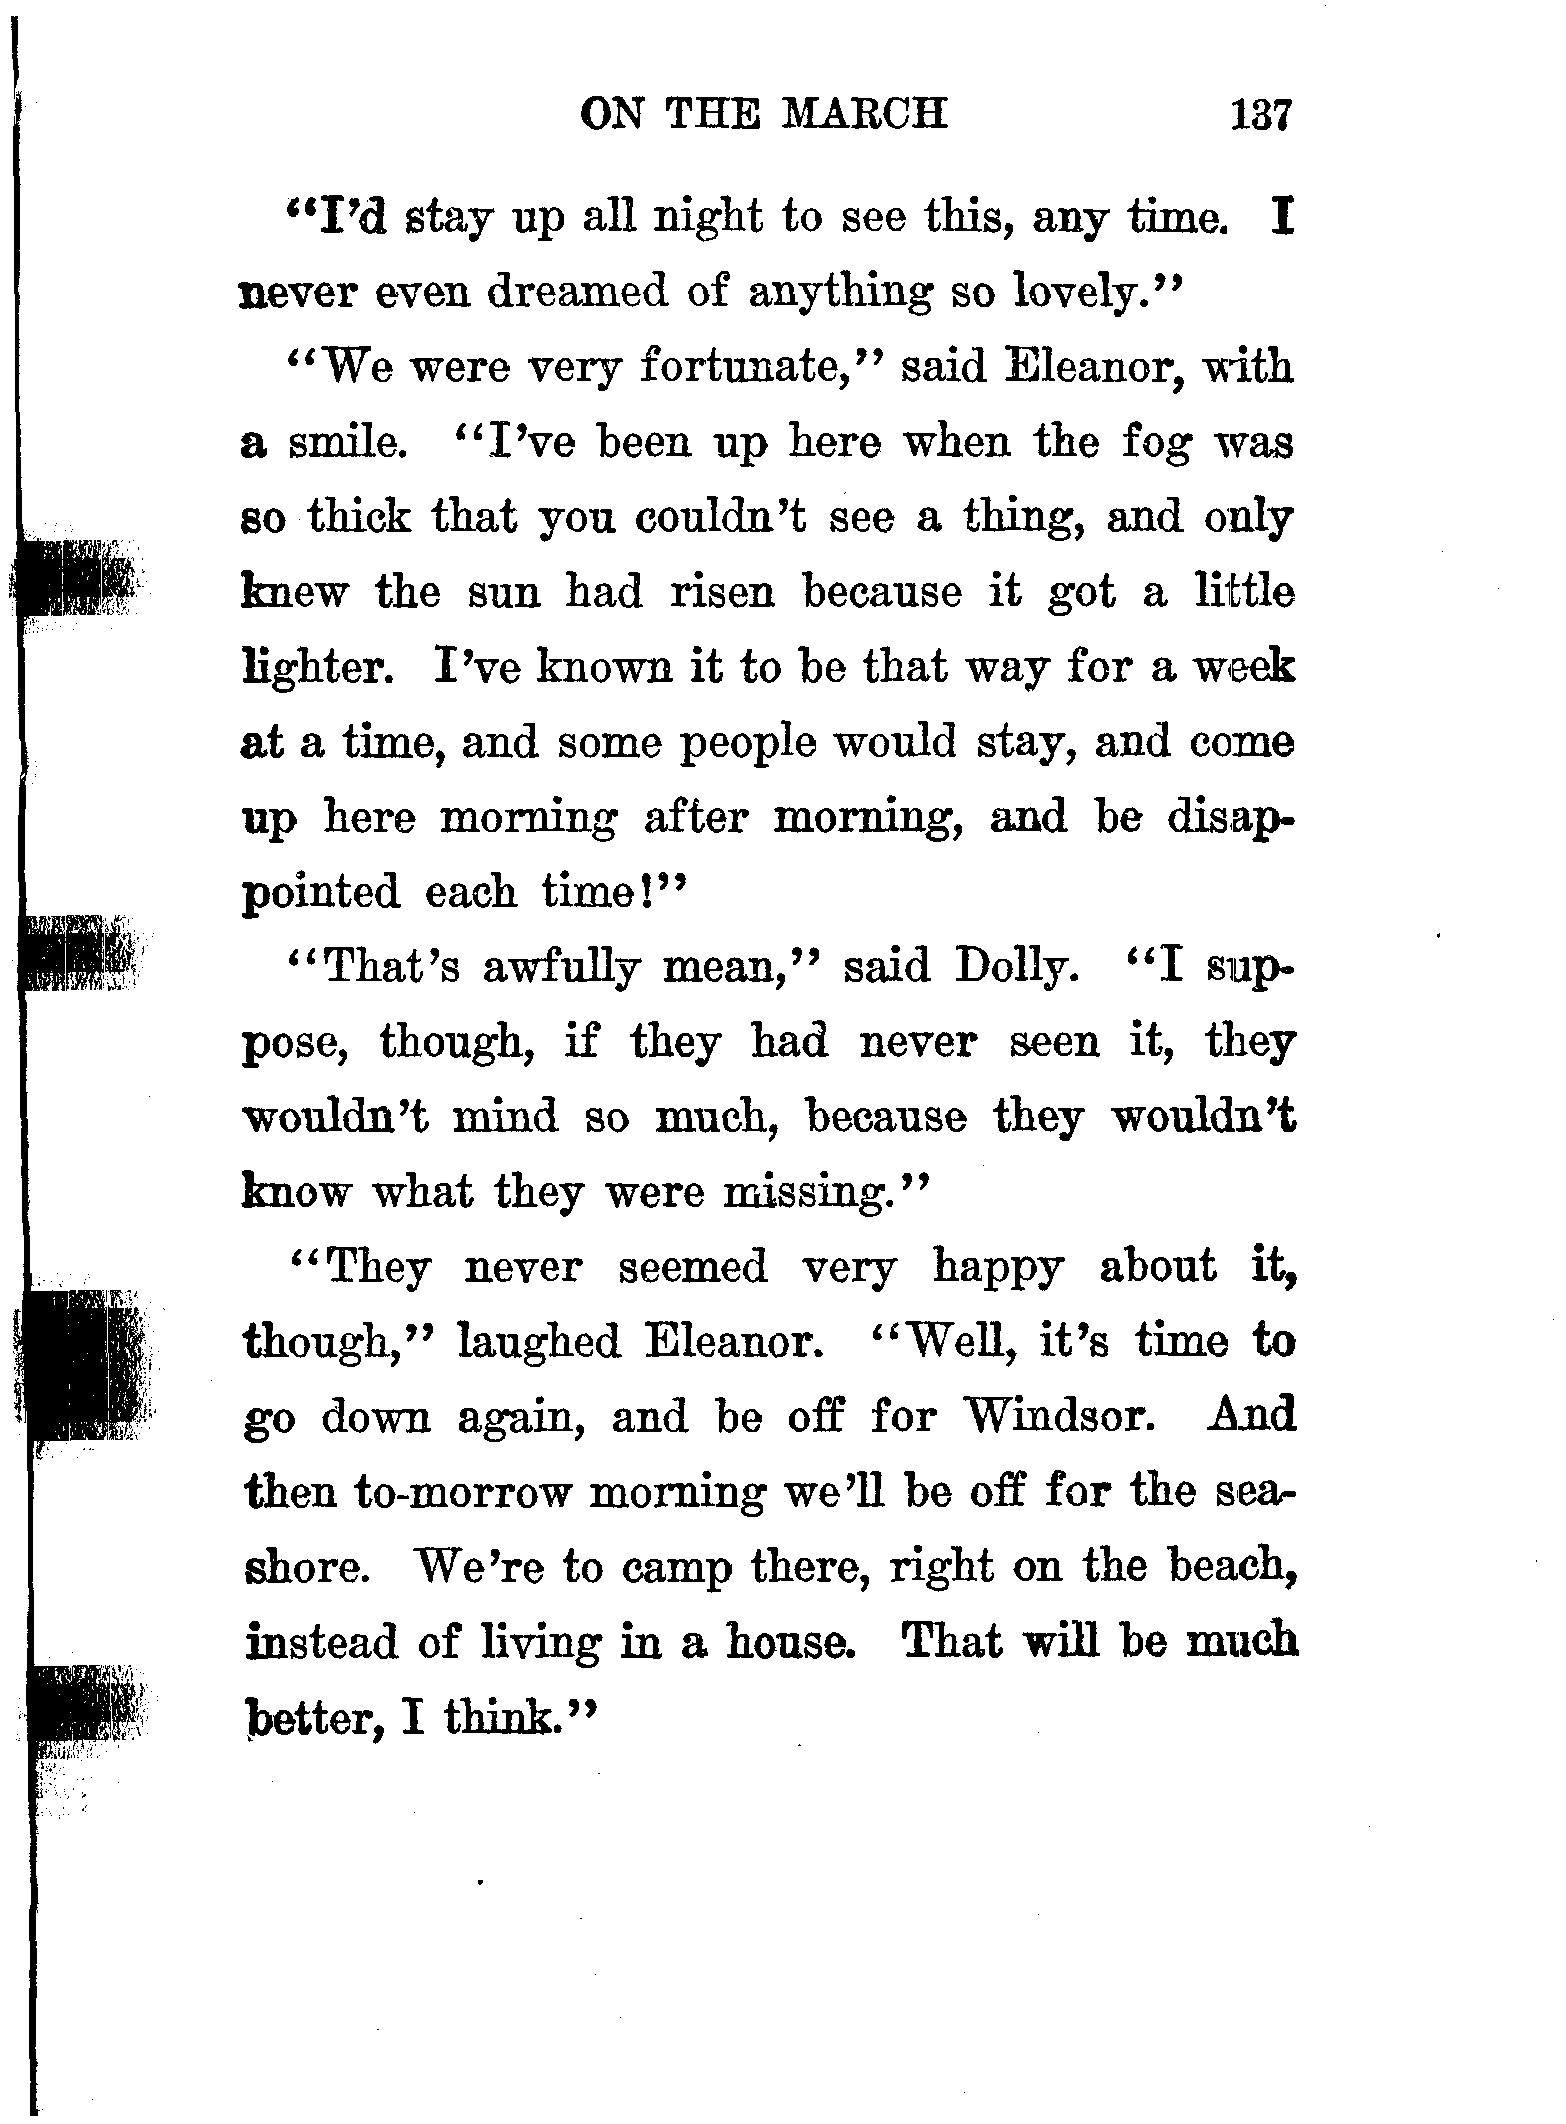 ON THE MARCH 137
"I'd stay up all night to see this, any time. I
never even dreamed of anything so lovely."
"We were very fortunate," said Eleanor, with
a smile. "I've been up here when the fog was
so thick that you couldn't see a thing, and only
knew the sun had risen because it got a little
lighter. I've known it to be that way for a week
at a time, and some people would stay, and come
up here morning after morning, and be disap-
pointed each time!"
"That's awfully mean," said Dolly. "I sup-
pose, though, if they had never seen it, they
wouldn't mind so much, because they wouldn't
know what they were missing."
"They never seemed very happy about it,
though," laughed Eleanor. "Well, it's time to
go down again, and be off for Windsor. And
then to-morrow morning we'll be off for the sea-
shore. We're to camp there, right on the beach,
instead of living in a house. That will be much
better, I think."